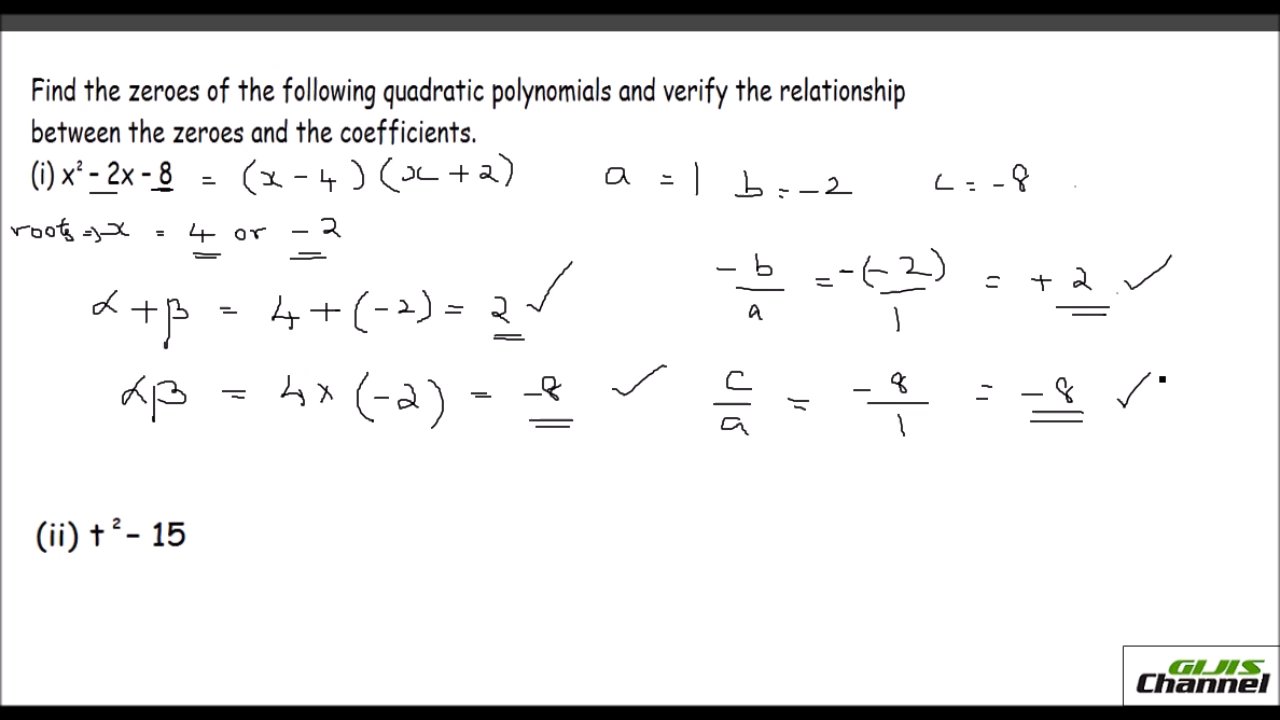 Find the zeroes of the following quadratic polynomials and verify the relationship
between the zeroes and the coefficients.
(i) x² - 2x - 8 = (x - 4) (x + 2) a = 1 b = -2 c = -8
roots => x = 4 or -2
α + β = 4 + (-2) = 2 ✓ -b/a = -(-2)/1 = +2 ✓
αβ = 4 × (-2) = -8 ✓ c/a = -8/1 = -8 ✓
(ii) t² - 15
GIJIS
Channel